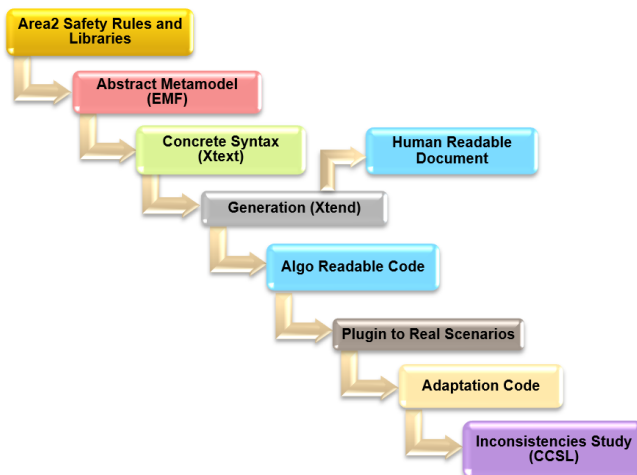 Area2 Safety Rules and
Libraries
Abstract Metamodel
(EMF)
Concrete Syntax
(Xtext)
Human Readable
Document
Generation (Xtend)
Algo Readable Code
Plugin to Real Scenarios
Adaptation Code
Inconsistencies Study
(CCSL)